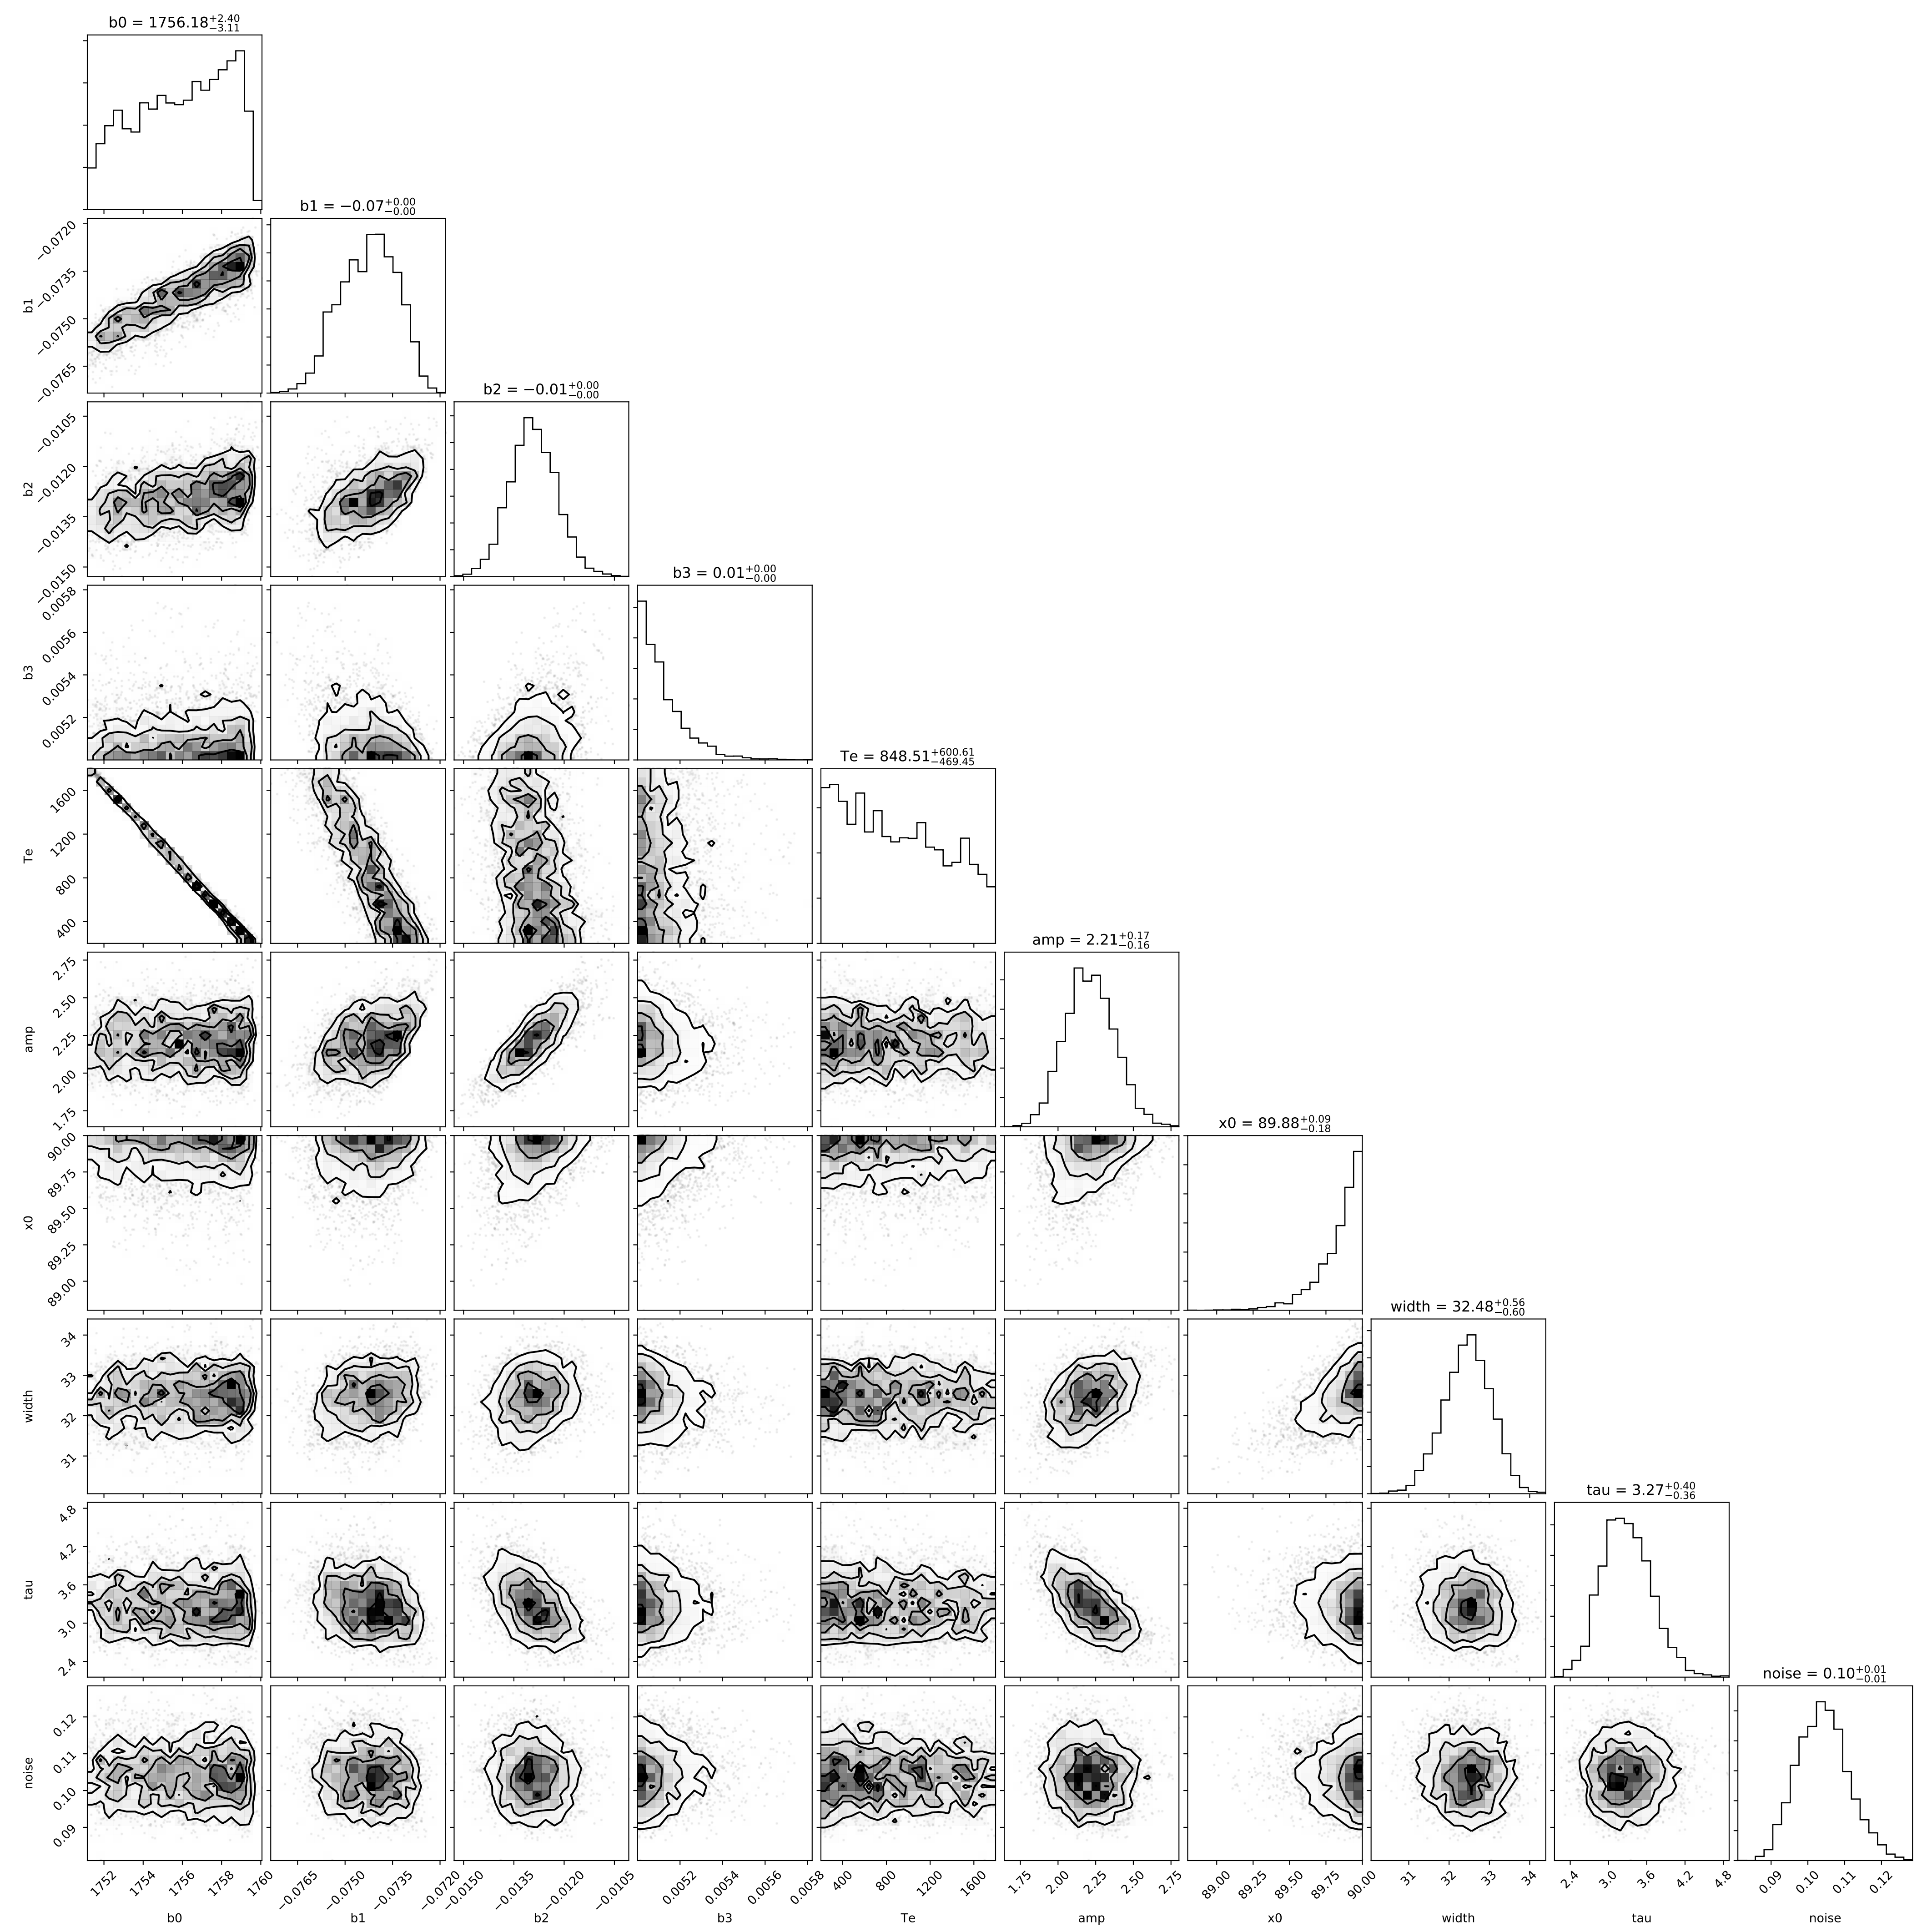 b0 = 1756.18 +2.40 −3.11
b1 = −0.07 +0.00 −0.00
−0.0720
−0.0735
−0.0750
−0.0765
b1
b2 = −0.01 +0.00 −0.00
−0.0105
−0.0120
−0.0135
−0.0150
b2
b3 = 0.01 +0.00 −0.00
0.0058
0.0056
0.0054
0.0052
b3
Te = 848.51 +600.61 −469.45
1600
1200
800
400
Te
amp = 2.21 +0.17 −0.16
2.75
2.50
2.25
2.00
1.75
amp
x0 = 89.88 +0.09 −0.18
90.00
89.75
89.50
89.25
89.00
x0
width = 32.48 +0.56 −0.60
34
33
32
31
width
tau = 3.27 +0.40 −0.36
4.8
4.2
3.6
3.0
2.4
tau
noise = 0.10 +0.01 −0.01
0.12
0.11
0.10
0.09
noise
1752 1754 1756 1758 1760
−0.0765 −0.0750 −0.0735 −0.0720
−0.0150 −0.0135 −0.0120 −0.0105
0.0052 0.0054 0.0056 0.0058
400 800 1200 1600
1.75 2.00 2.25 2.50 2.75
89.00 89.25 89.50 89.75 90.00
31 32 33 34
2.4 3.0 3.6 4.2 4.8
0.09 0.10 0.11 0.12
b0 b1 b2 b3 Te amp x0 width tau noise